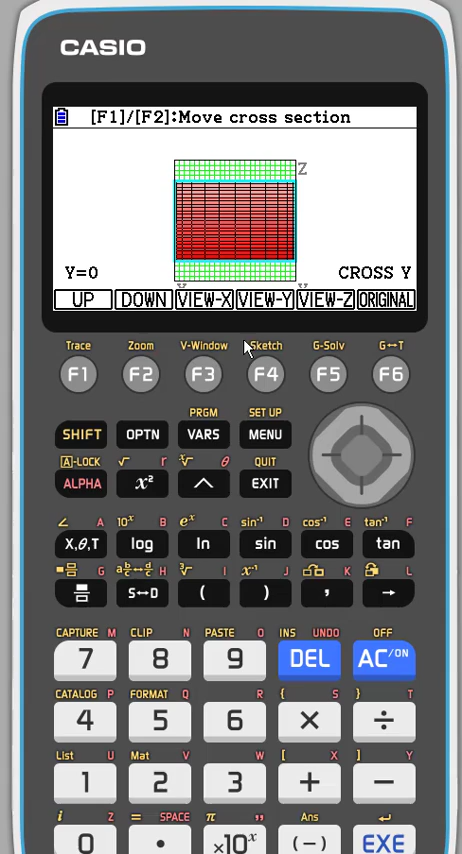 CASIO
[F1]/[F2]:Move cross section
Z
Y=0 CROSS Y
UP DOWN VIEW-X VIEW-Y VIEW-Z ORIGINAL
Trace Zoom V-Window Sketch G-Solv G↔T
F1 F2 F3 F4 F5 F6
PRGM SET UP
SHIFT OPTN VARS MENU
A-LOCK √ r ˣ√ θ QUIT
ALPHA x² ^ EXIT
∠ A 10ˣ B eˣ C sin⁻¹ D cos⁻¹ E tan⁻¹ F
X,θ,T log ln sin cos tan
G a b/c↔d/c H ³√ I x⁻¹ J K L
S↔D ( ) , →
CAPTURE M CLIP N PASTE O INS UNDO OFF
7 8 9 DEL AC/ON
CATALOG P FORMAT Q R { S } T
4 5 6 × ÷
List U Mat V W [ X ] Y
1 2 3 + −
i Z = SPACE π " Ans ↵
0 • ×10ˣ (−) EXE